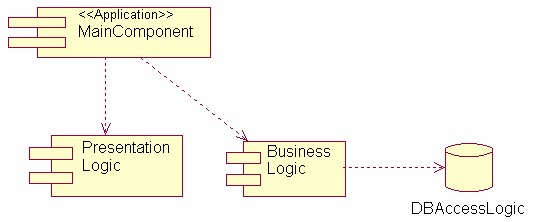 <<Application>>
MainComponent
Presentation
Logic
Business
Logic
DBAccessLogic